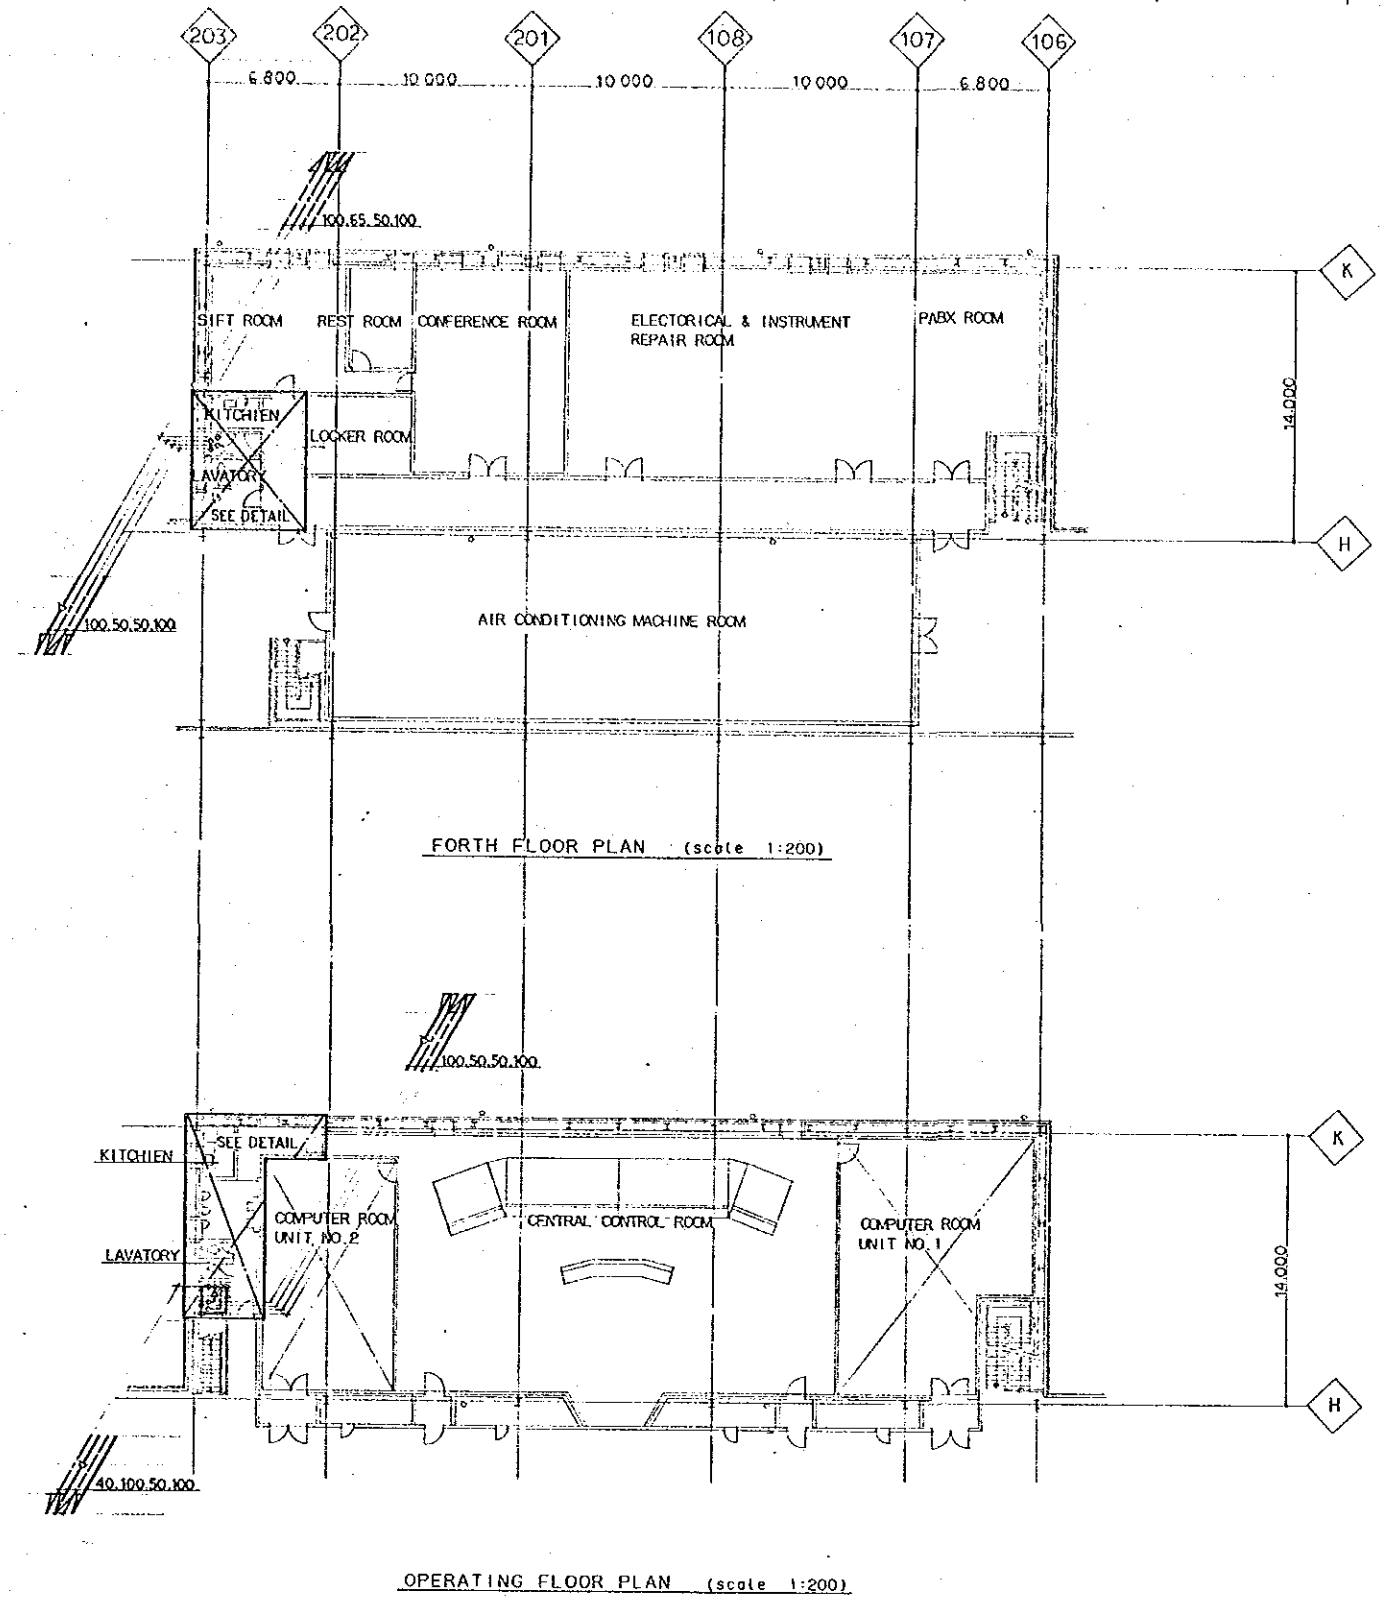 203 202 201 108 107 106
6.800 10 000 10 000 10 000 6.800
100.65.50.100
K
SIFT ROOM REST ROOM CONFERENCE ROOM ELECTORICAL & INSTRUMENT PABX ROOM
REPAIR ROOM
14.000
KITCHIEN
LOCKER ROOM
LAVATORY
SEE DETAIL
H
100.50.50.100
AIR CONDITIONING MACHINE ROOM
FORTH FLOOR PLAN (scale 1:200)
100.50.50.100
K
SEE DETAIL
KITCHIEN
COMPUTER ROOM CENTRAL CONTROL ROOM COMPUTER ROOM
UNIT NO.2 UNIT NO.1
LAVATORY
14.000
H
40.100.50.100
OPERATING FLOOR PLAN (scale 1:200)